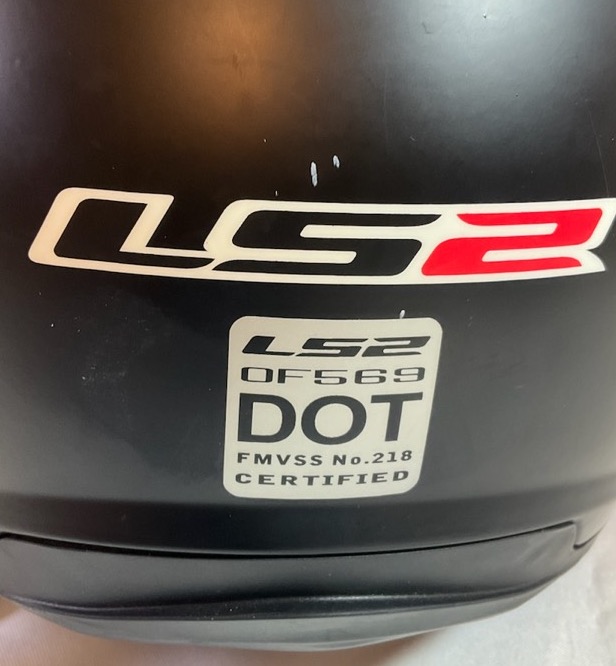 LS2
LS2
OF569
DOT
FMVSS No.218
CERTIFIED